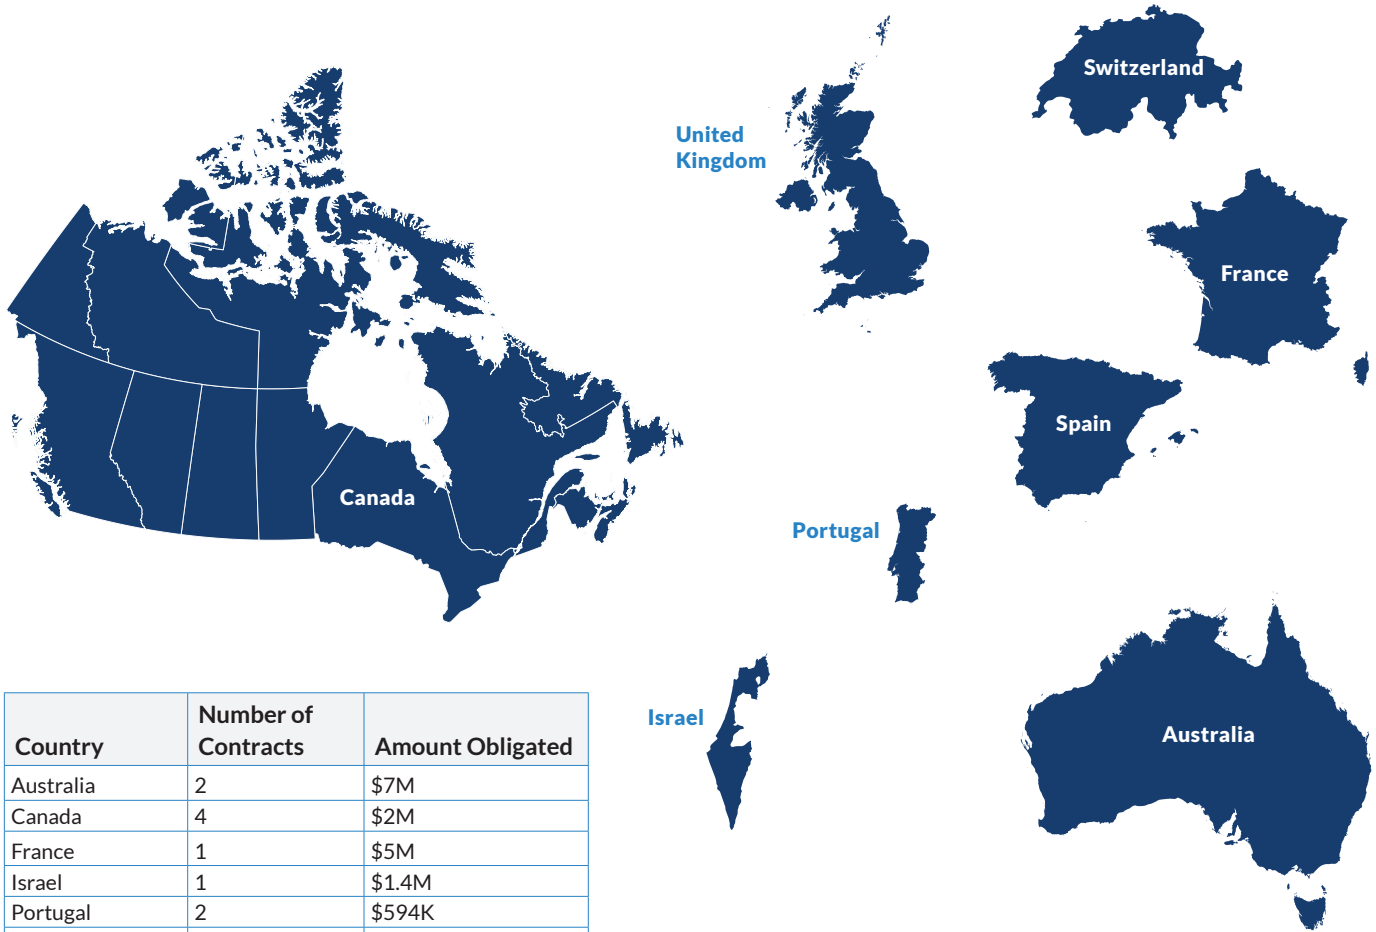 Switzerland
United
Kingdom
France
Spain
Canada
Portugal
Israel
Australia
Country Number of Contracts Amount Obligated
Australia 2 $7M
Canada 4 $2M
France 1 $5M
Israel 1 $1.4M
Portugal 2 $594K